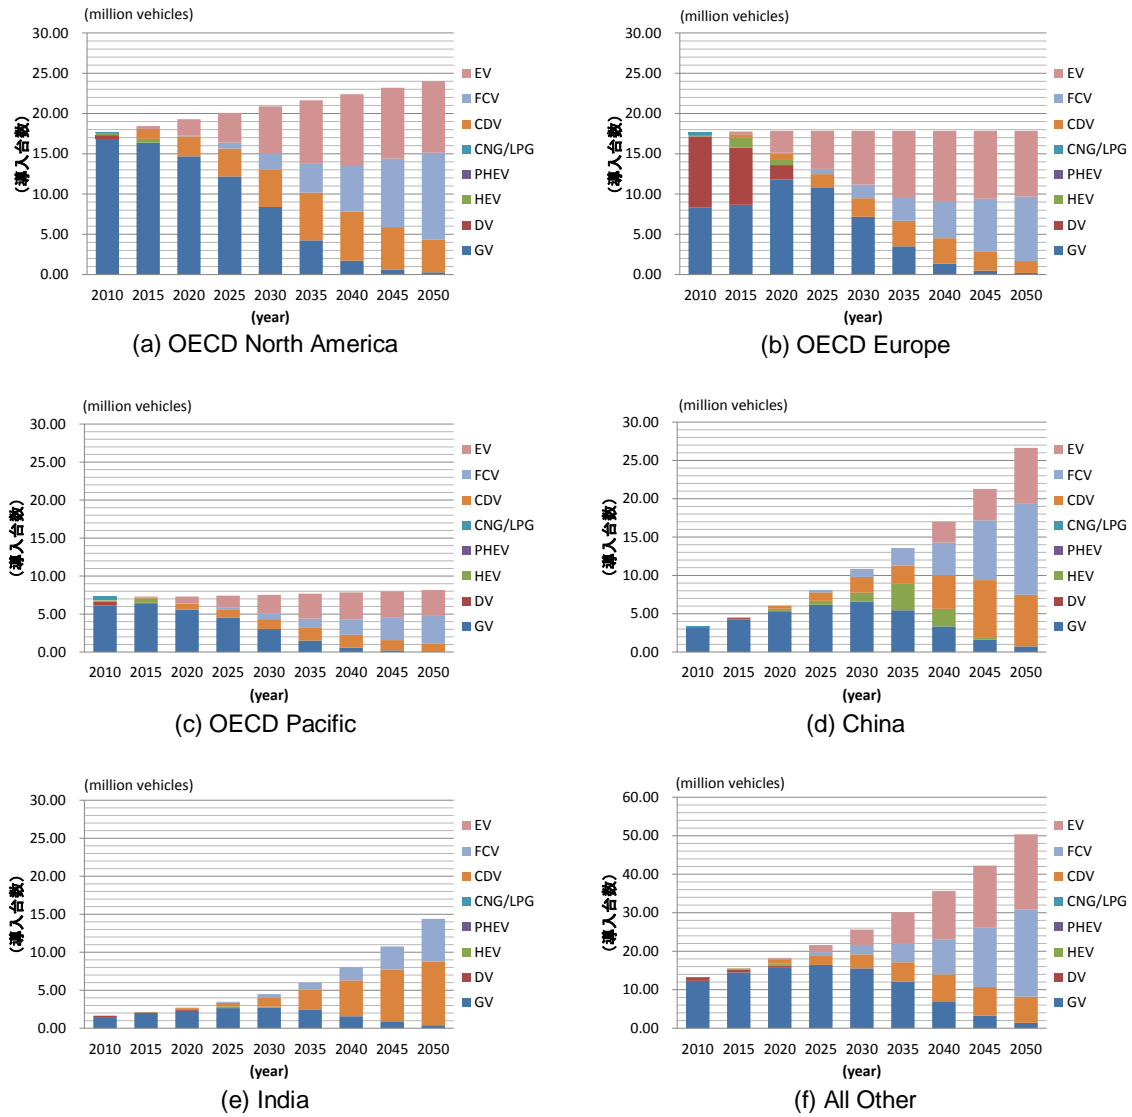 (million vehicles)
30.00
25.00
20.00
15.00
10.00
5.00
0.00
(導入台数)
2010 2015 2020 2025 2030 2035 2040 2045 2050
(year)
EV
FCV
CDV
CNG/LPG
PHEV
HEV
DV
GV
(a) OECD North America
(million vehicles)
30.00
25.00
20.00
15.00
10.00
5.00
0.00
(導入台数)
2010 2015 2020 2025 2030 2035 2040 2045 2050
(year)
EV
FCV
CDV
CNG/LPG
PHEV
HEV
DV
GV
(b) OECD Europe
(million vehicles)
30.00
25.00
20.00
15.00
10.00
5.00
0.00
(導入台数)
2010 2015 2020 2025 2030 2035 2040 2045 2050
(year)
EV
FCV
CDV
CNG/LPG
PHEV
HEV
DV
GV
(c) OECD Pacific
(million vehicles)
30.00
25.00
20.00
15.00
10.00
5.00
0.00
(導入台数)
2010 2015 2020 2025 2030 2035 2040 2045 2050
(year)
EV
FCV
CDV
CNG/LPG
PHEV
HEV
DV
GV
(d) China
(million vehicles)
30.00
25.00
20.00
15.00
10.00
5.00
0.00
(導入台数)
2010 2015 2020 2025 2030 2035 2040 2045 2050
(year)
EV
FCV
CDV
CNG/LPG
PHEV
HEV
DV
GV
(e) India
(million vehicles)
60.00
50.00
40.00
30.00
20.00
10.00
0.00
(導入台数)
2010 2015 2020 2025 2030 2035 2040 2045 2050
(year)
EV
FCV
CDV
CNG/LPG
PHEV
HEV
DV
GV
(f) All Other